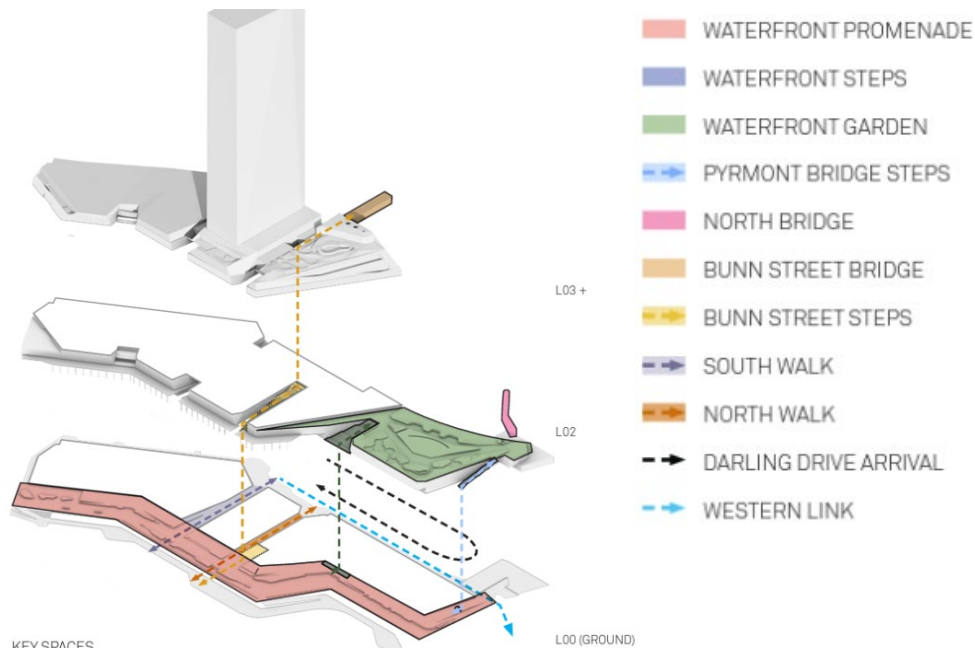 WATERFRONT PROMENADE
WATERFRONT STEPS
WATERFRONT GARDEN
PYRMONT BRIDGE STEPS
NORTH BRIDGE
BUNN STREET BRIDGE
BUNN STREET STEPS
SOUTH WALK
NORTH WALK
DARLING DRIVE ARRIVAL
WESTERN LINK
L03 +
L02
L00 (GROUND)
KEY SPACES